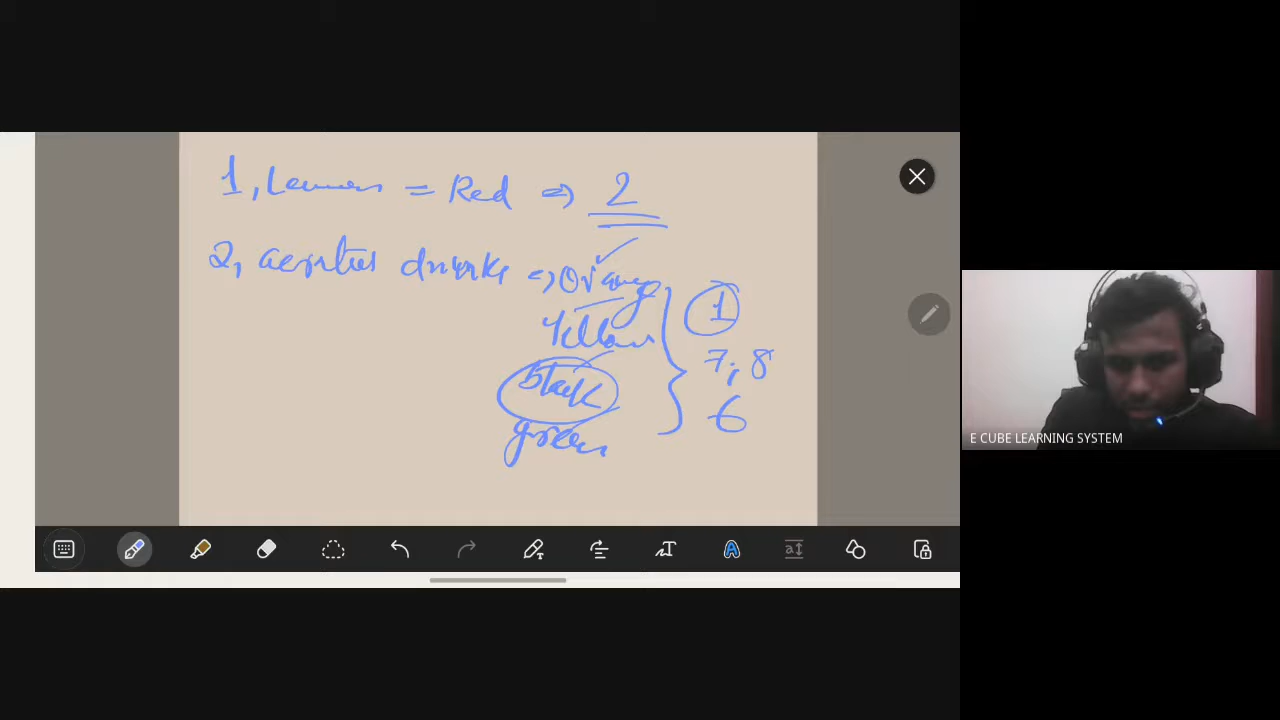 1, Lemon = Red => 2
2, aerated drinks => Orange
Yellow
black
green
1
7, 8
6
E CUBE LEARNING SYSTEM